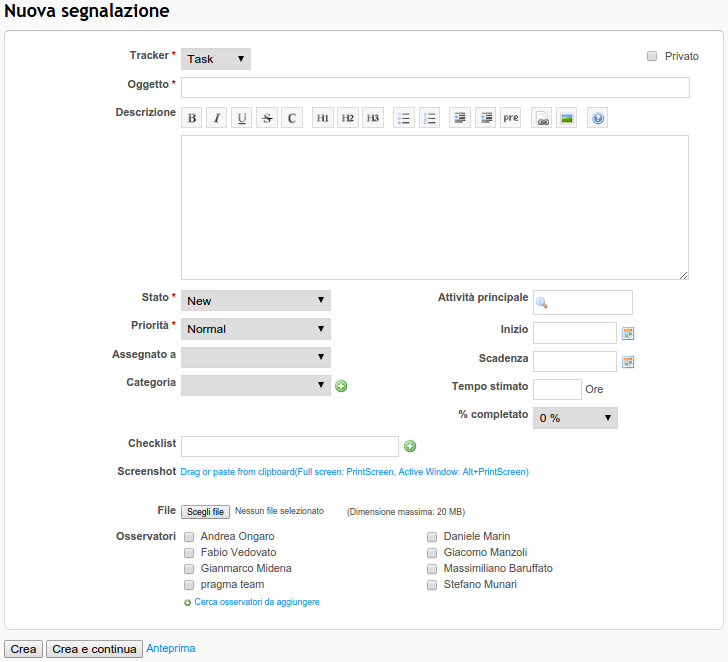 Nuova segnalazione
Tracker * Task Privato
Oggetto *
Descrizione B I U S C H1 H2 H3 pre
Stato * New Attività principale
Priorità * Normal Inizio
Assegnato a Scadenza
Categoria Tempo stimato Ore
% completato 0 %
Checklist
Screenshot Drag or paste from clipboard(Full screen: PrintScreen, Active Window: Alt+PrintScreen)
File Scegli file Nessun file selezionato (Dimensione massima: 20 MB)
Osservatori Andrea Ongaro Daniele Marin
Fabio Vedovato Giacomo Manzoli
Gianmarco Midena Massimiliano Baruffato
pragma team Stefano Munari
Cerca osservatori da aggiungere
Crea Crea e continua Anteprima